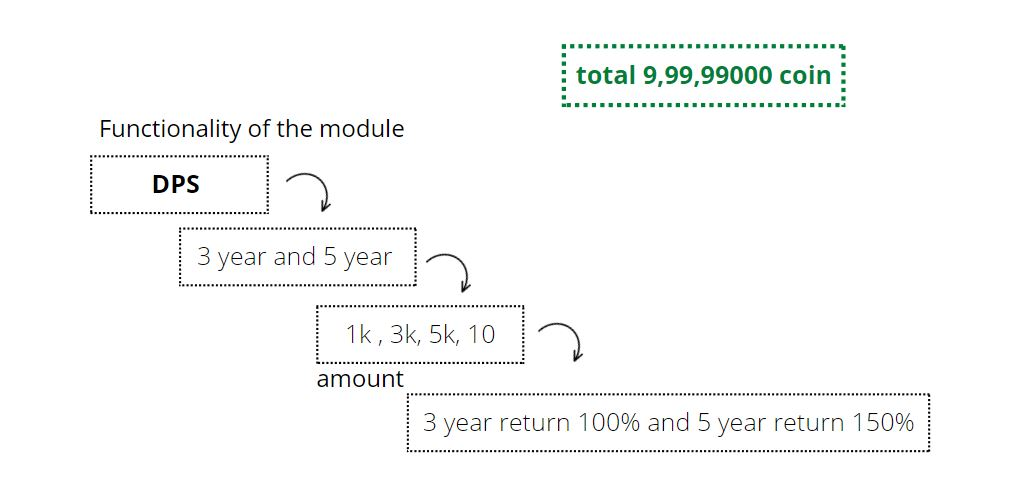 total 9,99,99000 coin
Functionality of the module
DPS
3 year and 5 year
1k , 3k, 5k, 10
amount
3 year return 100% and 5 year return 150%